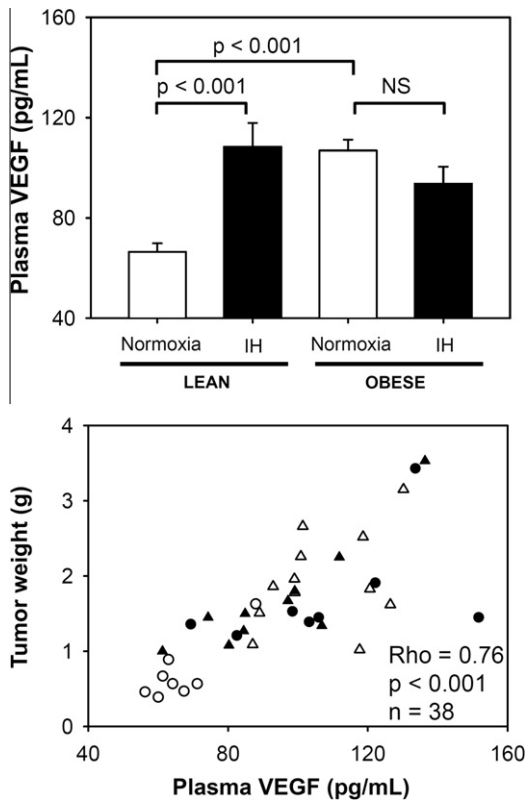 160
120
80
40
Plasma VEGF (pg/mL)
p < 0.001
p < 0.001
NS
Normoxia IH Normoxia IH
LEAN OBESE
4
3
2
1
0
Tumor weight (g)
Rho = 0.76
p < 0.001
n = 38
40 80 120 160
Plasma VEGF (pg/mL)